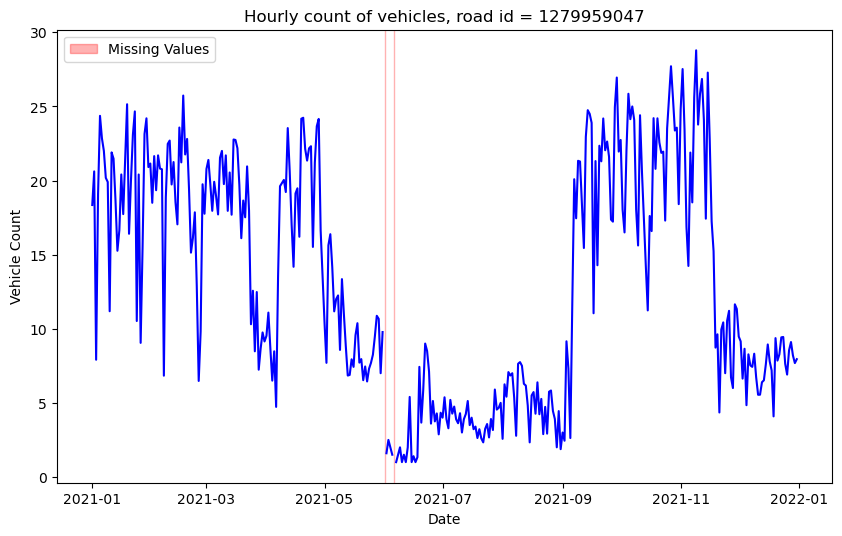 Hourly count of vehicles, road id = 1279959047
Missing Values
Vehicle Count
30
25
20
15
10
5
0
2021-01 2021-03 2021-05 2021-07 2021-09 2021-11 2022-01
Date